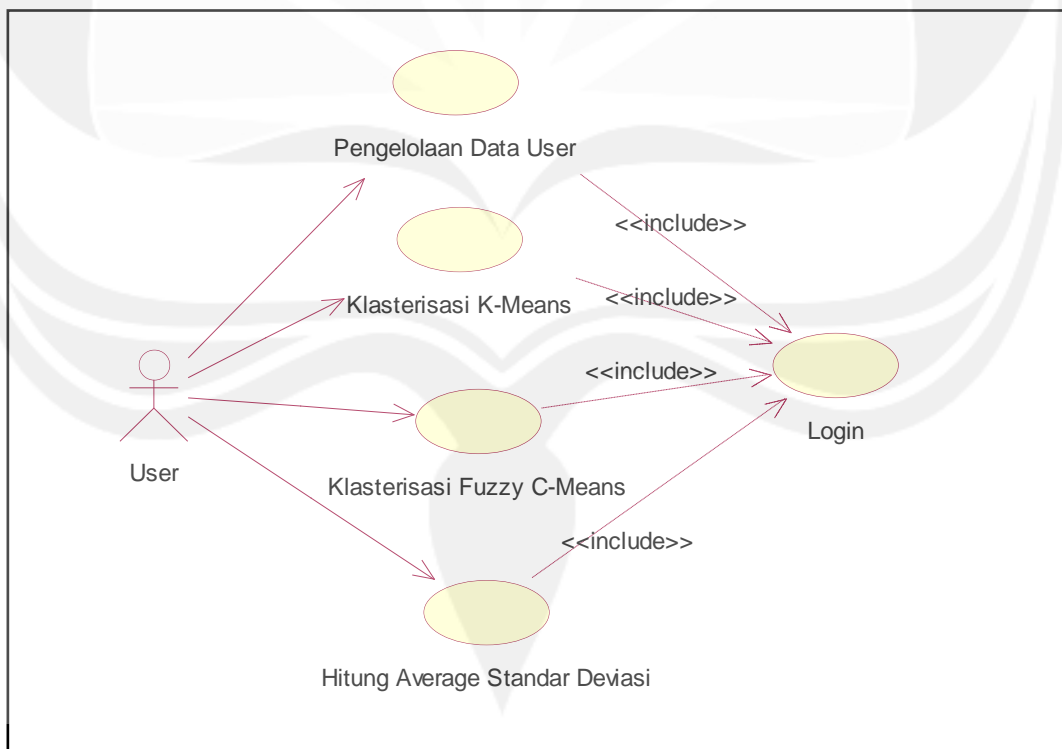 Pengelolaan Data User
<<include>>
Klasterisasi K-Means
<<include>>
<<include>>
Login
User
Klasterisasi Fuzzy C-Means
<<include>>
Hitung Average Standar Deviasi